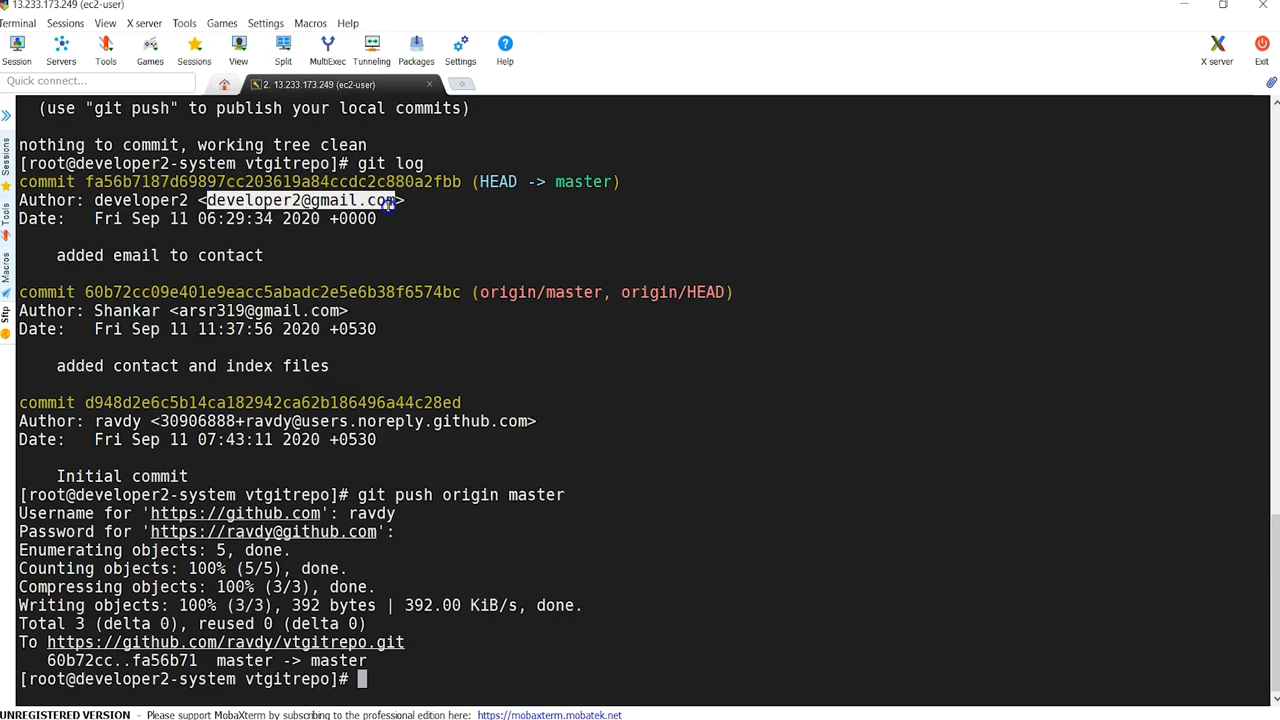 13.233.173.249 (ec2-user)
Terminal Sessions View X server Tools Games Settings Macros Help
Session Servers Tools Games Sessions View Split MultiExec Tunneling Packages Settings Help X server Exit
Quick connect...
2. 13.233.173.249 (ec2-user)
(use "git push" to publish your local commits)
nothing to commit, working tree clean
[root@developer2-system vtgitrepo]# git log
commit fa56b7187d69897cc203619a84ccdc2c880a2fbb (HEAD -> master)
Author: developer2 <developer2@gmail.com>
Date: Fri Sep 11 06:29:34 2020 +0000
added email to contact
commit 60b72cc09e401e9eacc5abadc2e5e6b38f6574bc (origin/master, origin/HEAD)
Author: Shankar <arsr319@gmail.com>
Date: Fri Sep 11 11:37:56 2020 +0530
added contact and index files
commit d948d2e6c5b14ca182942ca62b186496a44c28ed
Author: ravdy <30906888+ravdy@users.noreply.github.com>
Date: Fri Sep 11 07:43:11 2020 +0530
Initial commit
[root@developer2-system vtgitrepo]# git push origin master
Username for 'https://github.com': ravdy
Password for 'https://ravdy@github.com':
Enumerating objects: 5, done.
Counting objects: 100% (5/5), done.
Compressing objects: 100% (3/3), done.
Writing objects: 100% (3/3), 392 bytes | 392.00 KiB/s, done.
Total 3 (delta 0), reused 0 (delta 0)
To https://github.com/ravdy/vtgitrepo.git
60b72cc..fa56b71 master -> master
[root@developer2-system vtgitrepo]#
Sessions
Tools
Macros
Sftp
UNREGISTERED VERSION - Please support MobaXterm by subscribing to the professional edition here: https://mobaxterm.mobatek.net